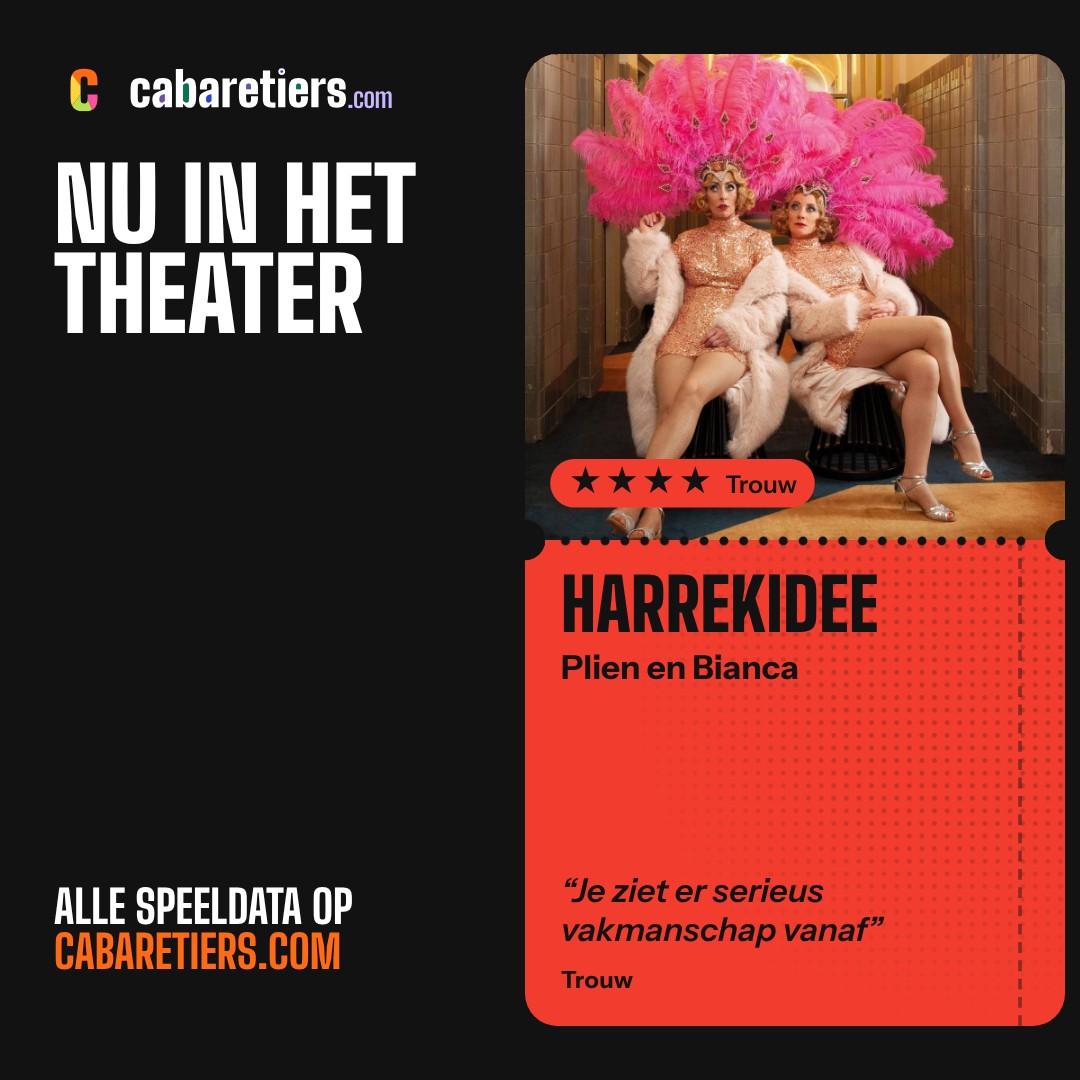 cabaretiers.com
NU IN HET
THEATER
★★★★ Trouw
HARREKIDEE
Plien en Bianca
“Je ziet er serieus
vakmanschap vanaf”
Trouw
ALLE SPEELDATA OP
CABARETIERS.COM